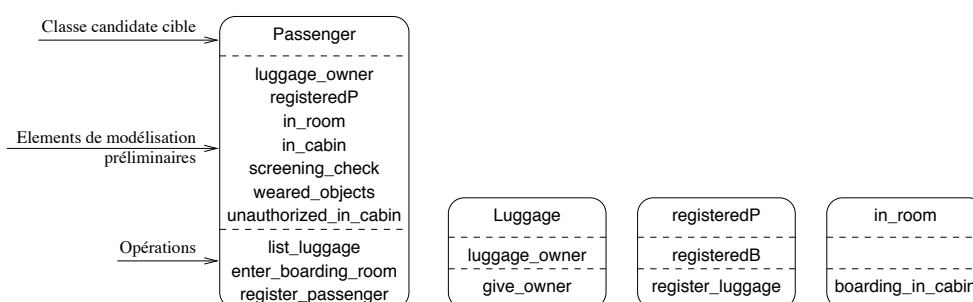 Classe candidate cible
Passenger
luggage_owner
registeredP
in_room
in_cabin
Elements de modélisation
préliminaires
screening_check
weared_objects
unauthorized_in_cabin
Opérations
list_luggage
enter_boarding_room
register_passenger
Luggage
luggage_owner
give_owner
registeredP
registeredB
register_luggage
in_room
boarding_in_cabin